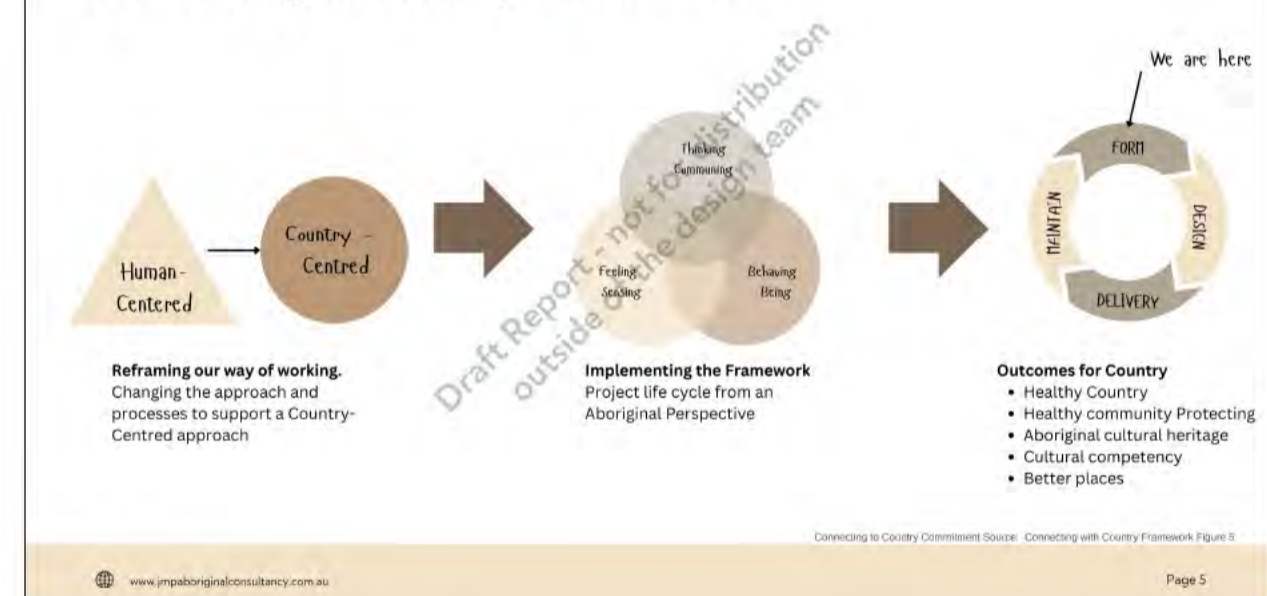 We are here
Human-
Centered
Country -
Centred
Thinking
Communing
Feeling
Sensing
Behaving
Being
FORM
DESIGN
DELIVERY
MAINTAIN
Draft Report - not for distribution
outside of the design team
Reframing our way of working.
Changing the approach and
processes to support a Country-
Centred approach
Implementing the Framework
Project life cycle from an
Aboriginal Perspective
Outcomes for Country
• Healthy Country
• Healthy community Protecting
• Aboriginal cultural heritage
• Cultural competency
• Better places
Connecting to Country Commitment Source: Connecting with Country Framework Figure 5
www.jmpaboriginalconsultancy.com.au
Page 5